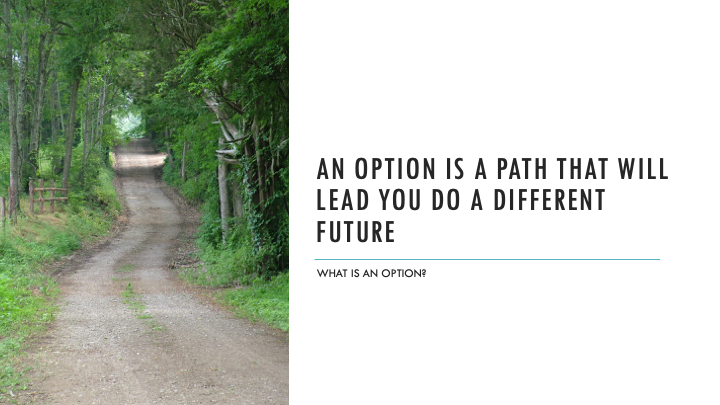 AN OPTION IS A PATH THAT WILL
LEAD YOU DO A DIFFERENT
FUTURE
WHAT IS AN OPTION?